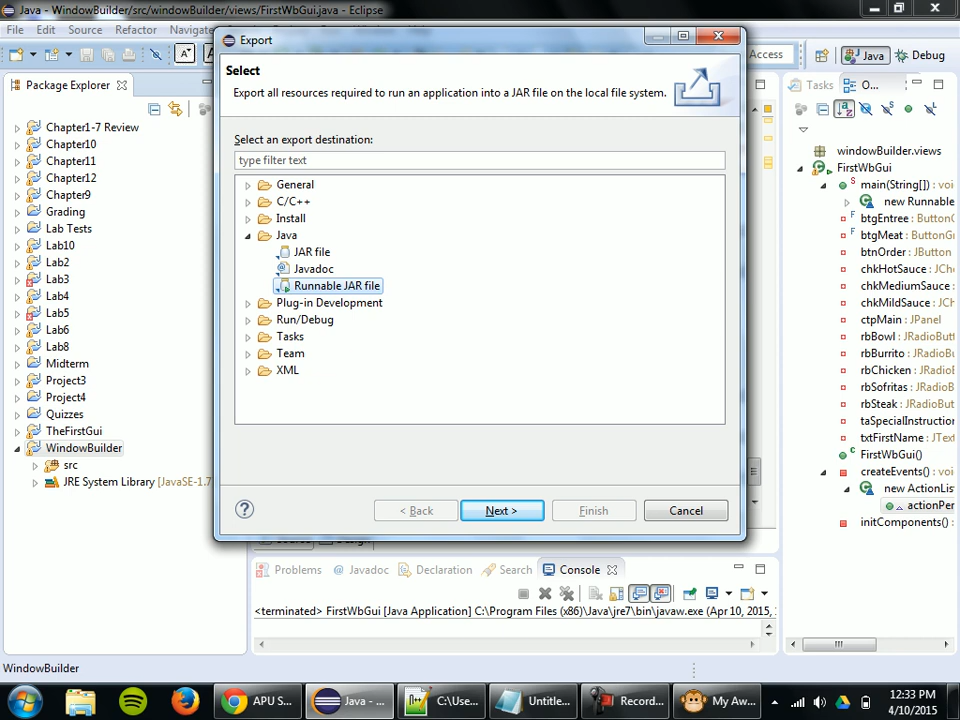 Java - WindowBuilder/src/windowBuilder/views/FirstWbGui.java - Eclipse
File Edit Source Refactor Navigate
Access Java Debug
Export
Select
Export all resources required to run an application into a JAR file on the local file system.
Select an export destination:
type filter text
General
C/C++
Install
Java
JAR file
Javadoc
Runnable JAR file
Plug-in Development
Run/Debug
Tasks
Team
XML
< Back
Next >
Finish
Cancel
Package Explorer
Chapter1-7 Review
Chapter10
Chapter11
Chapter12
Chapter9
Grading
Lab Tests
Lab10
Lab2
Lab3
Lab4
Lab5
Lab6
Lab8
Midterm
Project3
Project4
Quizzes
TheFirstGui
WindowBuilder
src
JRE System Library [JavaSE-1.7
Tasks O...
windowBuilder.views
FirstWbGui
main(String[]) : voi
new Runnable
btgEntree : ButtonG
btgMeat : ButtonGr
btnOrder : JButton
chkHotSauce : JChe
chkMediumSauce :
chkMildSauce : JCh
ctpMain : JPanel
rbBowl : JRadioButt
rbBurrito : JRadioB
rbChicken : JRadioB
rbSofritas : JRadioB
rbSteak : JRadioBut
taSpecialInstruction
txtFirstName : JText
FirstWbGui()
createEvents() : voi
new ActionList
actionPer
initComponents() :
Problems Javadoc Declaration Search Console
<terminated> FirstWbGui [Java Application] C:\Program Files (x86)\Java\jre7\bin\javaw.exe (Apr 10, 2015,
WindowBuilder
APU S... Java - ... C:\Use... Untitle... Record... My Aw...
12:33 PM
4/10/2015